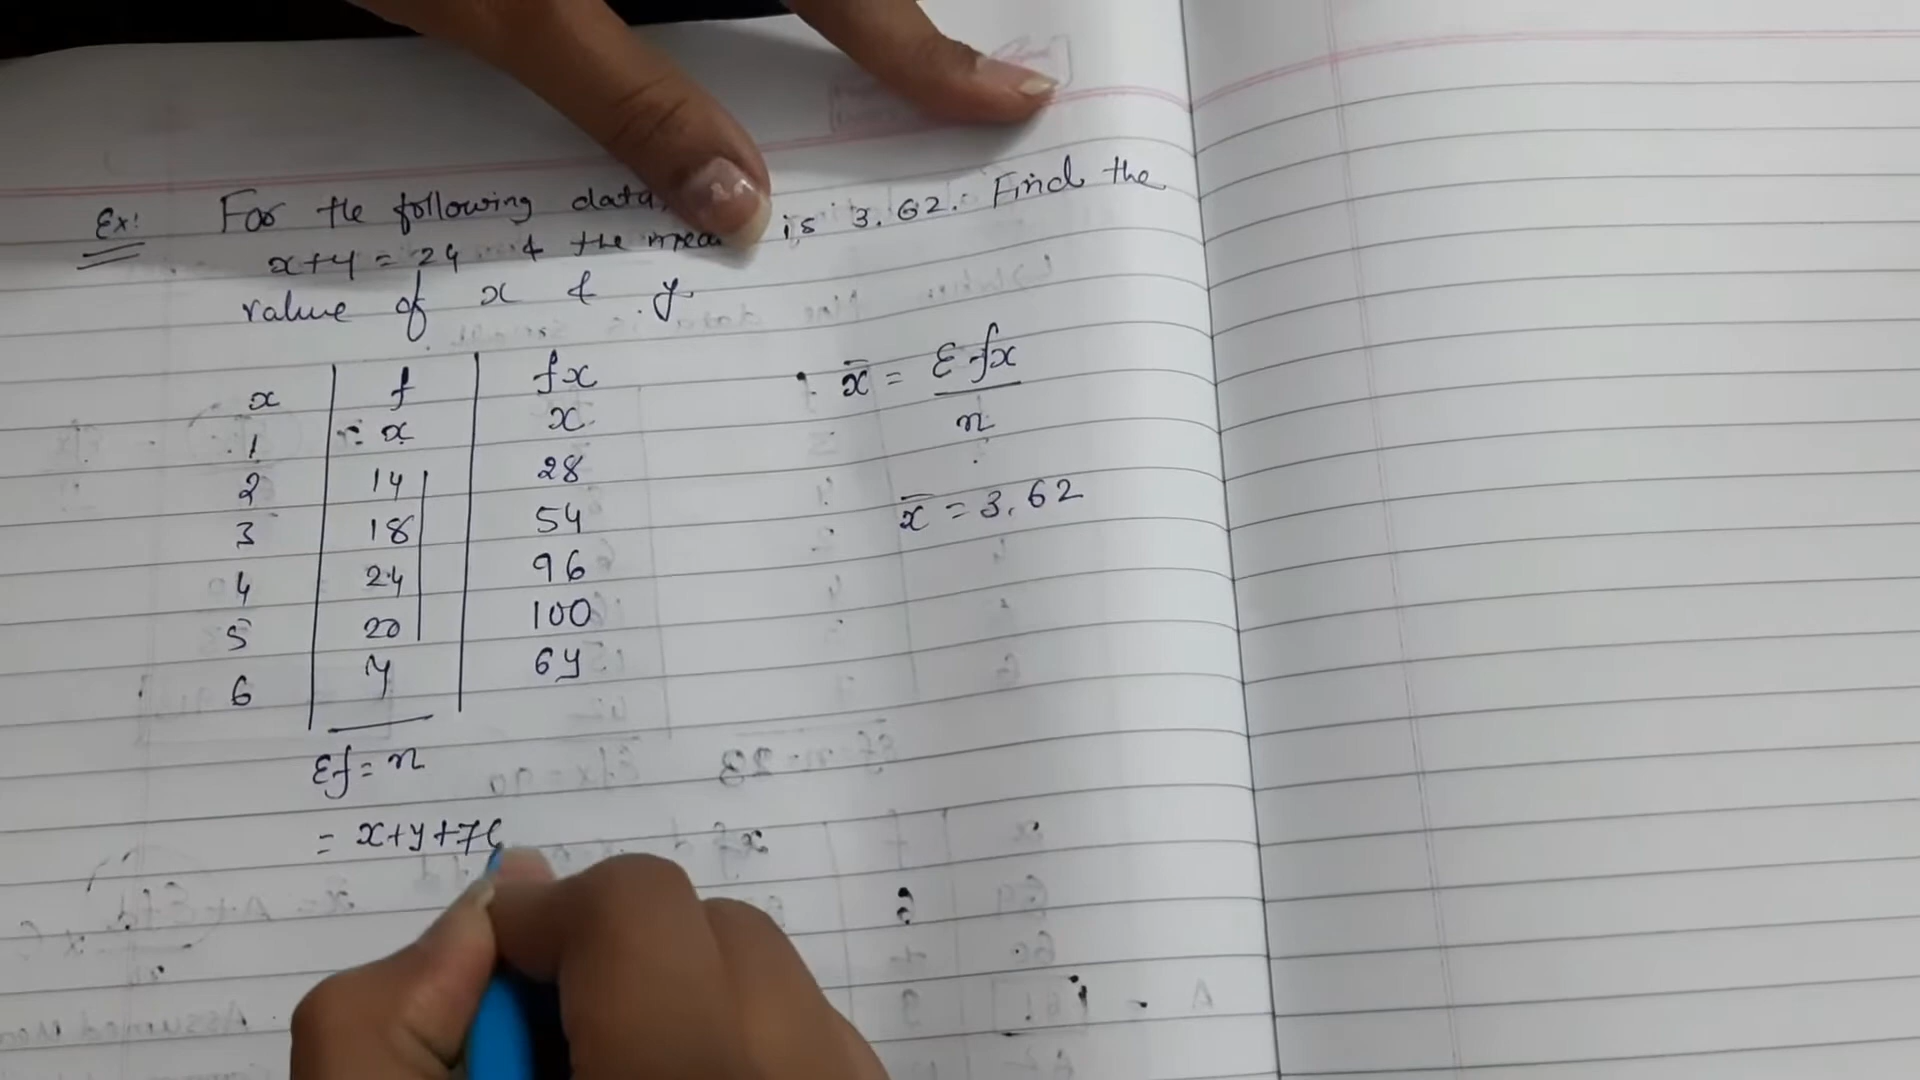 Ex: For the following data,
x+y = 24 & the mea is 3.62. Find the
value of x & y.
x f fx
1 x x
2 14 28
3 18 54
4 24 96
5 20 100
6 y 6y
x̄ = Σfx / n
x̄ = 3.62
Σf = n
= x+y+76